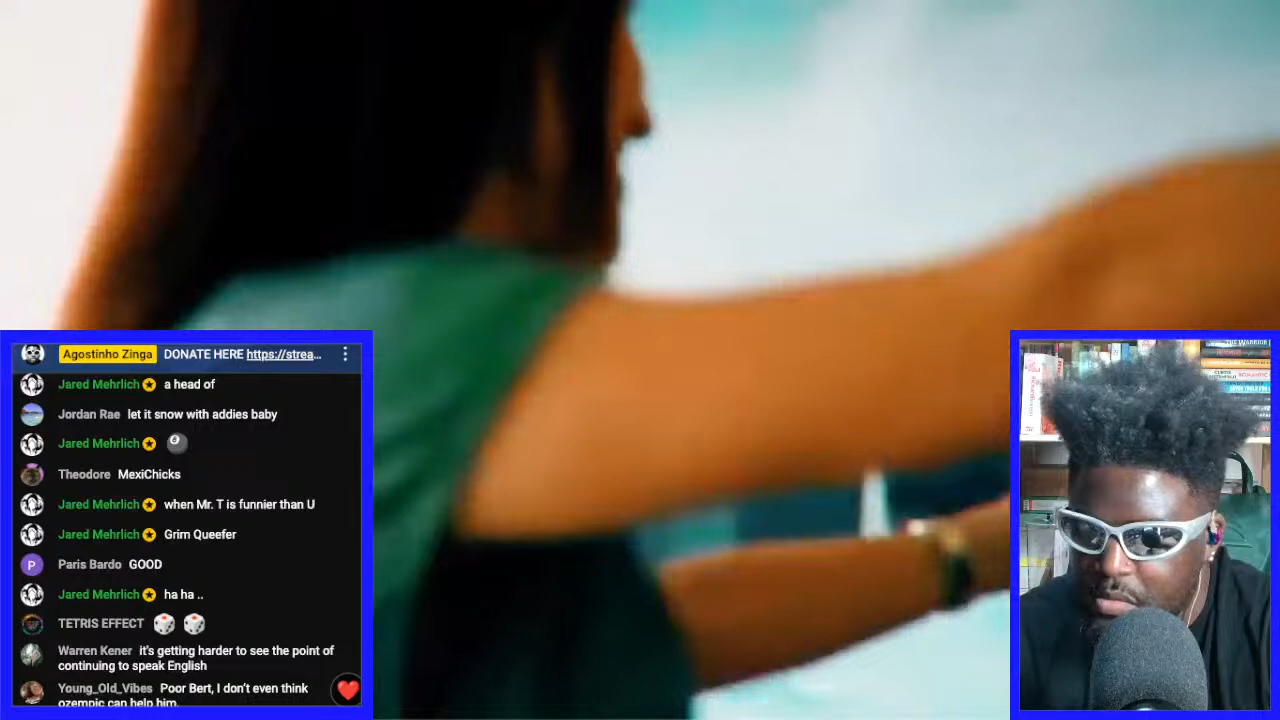 Agostinho Zinga DONATE HERE https://strea...
Jared Mehrlich a head of
Jordan Rae let it snow with addies baby
Jared Mehrlich
Theodore MexiChicks
Jared Mehrlich when Mr. T is funnier than U
Jared Mehrlich Grim Queefer
P Paris Bardo GOOD
Jared Mehrlich ha ha ..
TETRIS EFFECT
Warren Kener it's getting harder to see the point of
continuing to speak English
Young_Old_Vibes Poor Bert, I don't even think
ozempic can help him.
THE WARRIOR
ROMANTIC